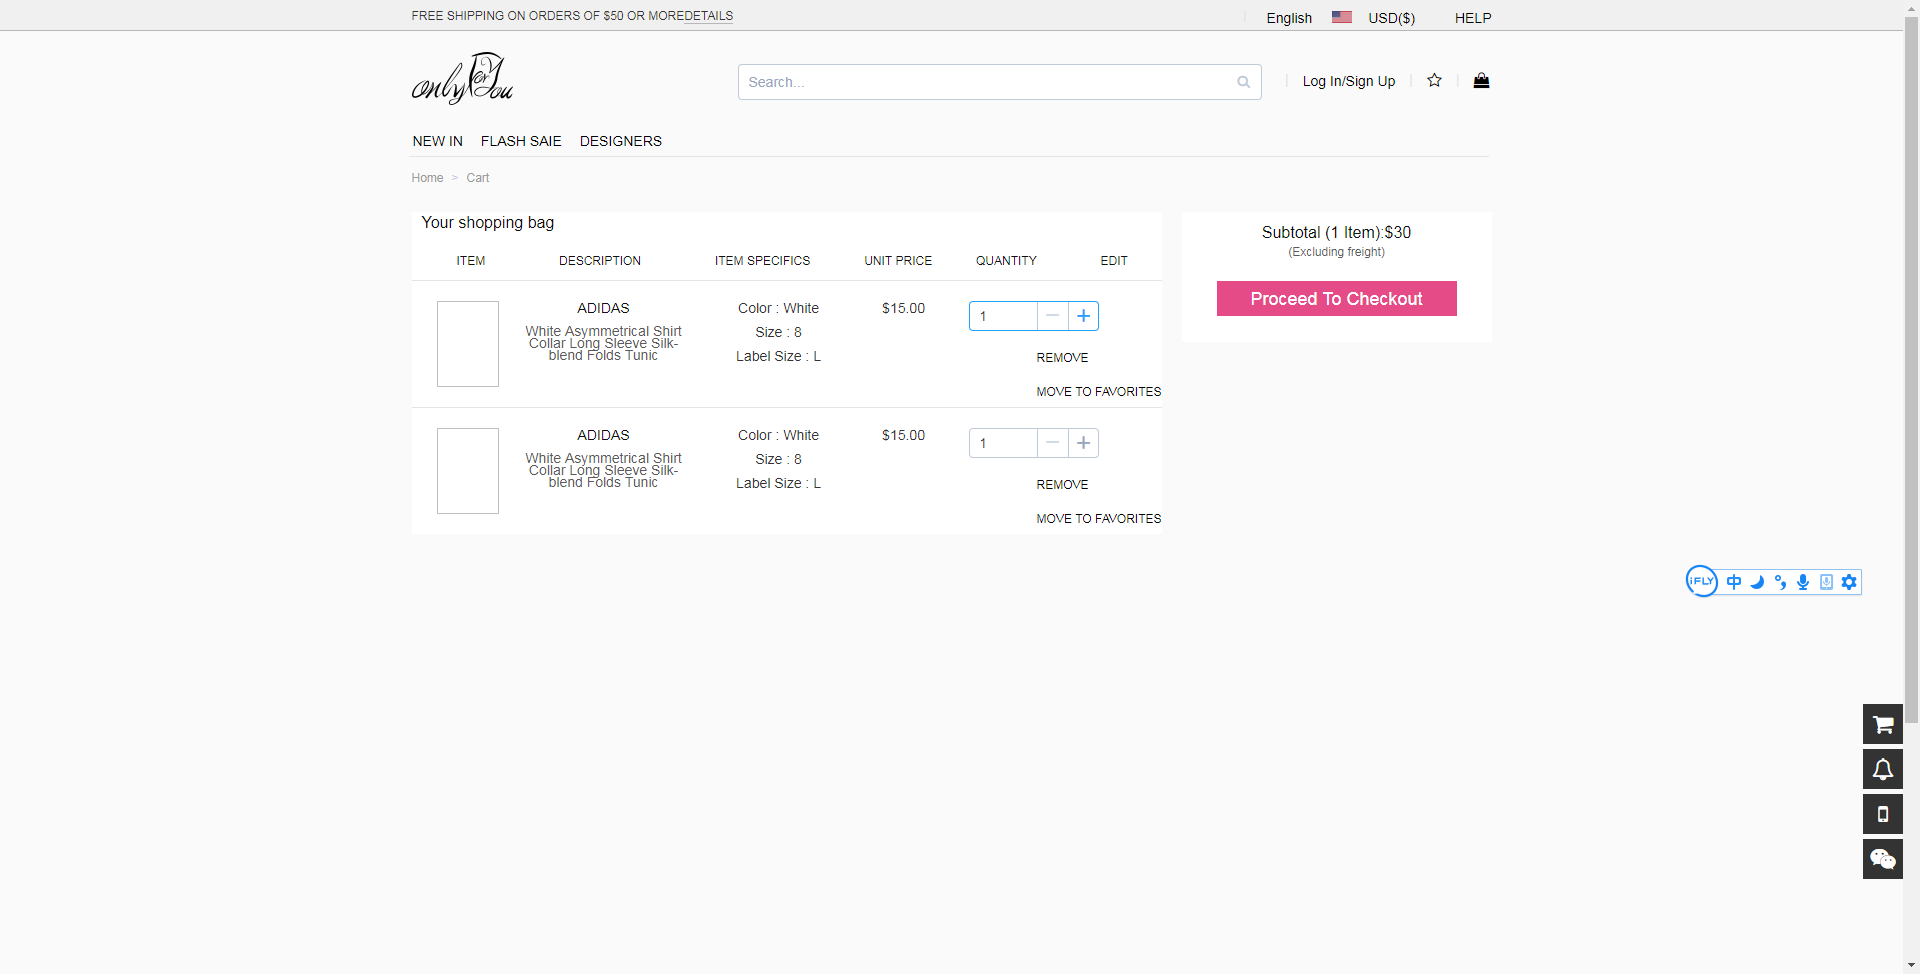 FREE SHIPPING ON ORDERS OF $50 OR MOREDETAILS
English USD($) HELP
only For You
Search...
Log In/Sign Up
NEW IN FLASH SAIE DESIGNERS
Home > Cart
Your shopping bag
ITEM DESCRIPTION ITEM SPECIFICS UNIT PRICE QUANTITY EDIT
ADIDAS
White Asymmetrical Shirt
Collar Long Sleeve Silk-
blend Folds Tunic
Color : White
Size : 8
Label Size : L
$15.00
1
REMOVE
MOVE TO FAVORITES
ADIDAS
White Asymmetrical Shirt
Collar Long Sleeve Silk-
blend Folds Tunic
Color : White
Size : 8
Label Size : L
$15.00
1
REMOVE
MOVE TO FAVORITES
Subtotal (1 Item):$30
(Excluding freight)
Proceed To Checkout
iFLY 中